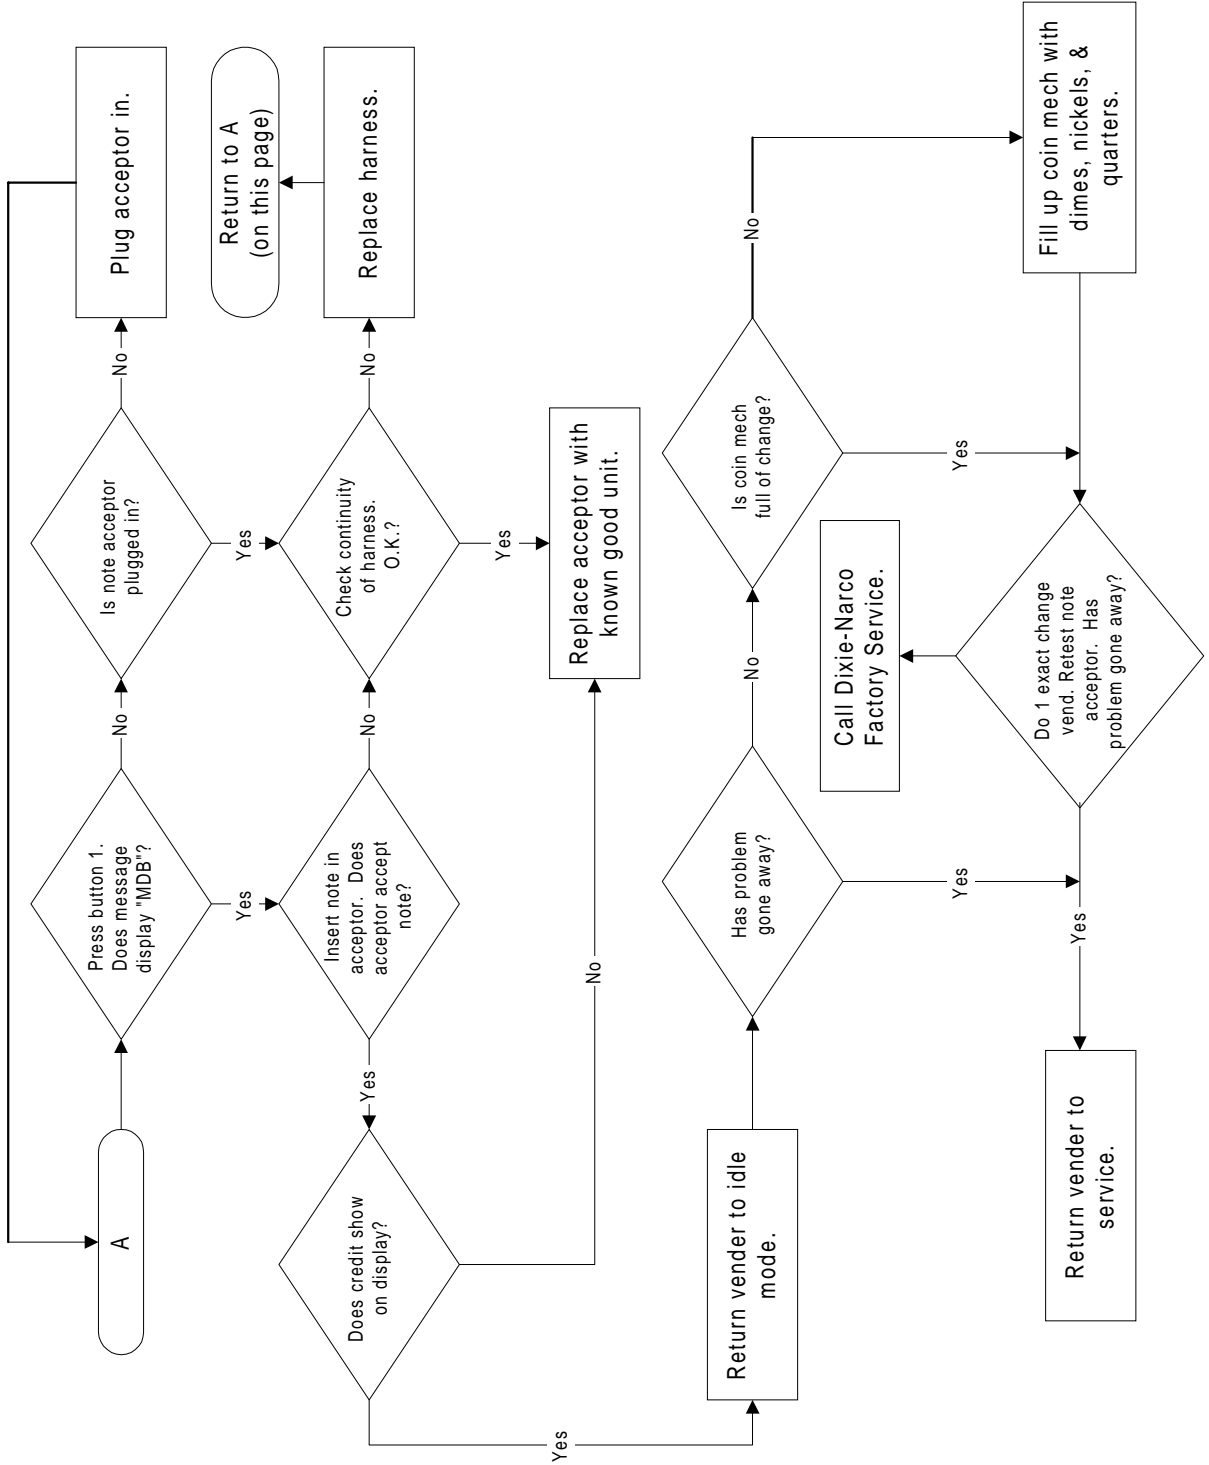 A
Press button 1.
Does message
display "MDB"?
No
Is note acceptor
plugged in?
No
Plug acceptor in.
Yes
Yes
Return to A
(on this page)
Insert note in
acceptor. Does
acceptor accept
note?
No
Check continuity
of harness.
O.K.?
No
Replace harness.
Yes
Does credit show
on display?
Yes
Replace acceptor with
known good unit.
No
Yes
Return vender to idle
mode.
Has problem
gone away?
No
Is coin mech
full of change?
No
Fill up coin mech with
dimes, nickels, &
quarters.
Yes
Yes
Call Dixie-Narco
Factory Service.
Do 1 exact change
vend. Retest note
acceptor. Has
problem gone away?
Yes
Return vender to
service.